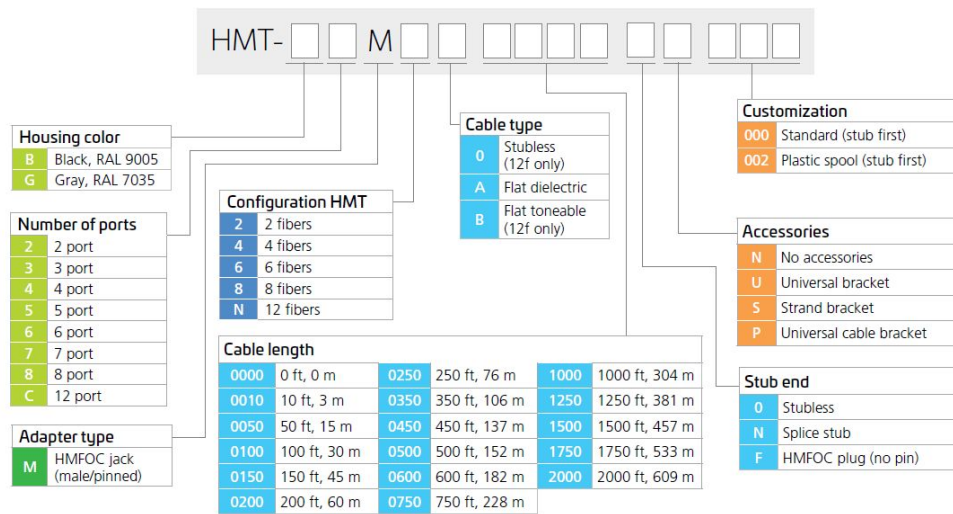 HMT- M
Housing color
B Black, RAL 9005
G Gray, RAL 7035
Number of ports
2 2 port
3 3 port
4 4 port
5 5 port
6 6 port
7 7 port
8 8 port
C 12 port
Adapter type
M HMFOC jack
(male/pinned)
Configuration HMT
2 2 fibers
4 4 fibers
6 6 fibers
8 8 fibers
N 12 fibers
Cable type
0 Stubless
(12f only)
A Flat dielectric
B Flat toneable
(12f only)
Cable length
0000 0 ft, 0 m 0250 250 ft, 76 m 1000 1000 ft, 304 m
0010 10 ft, 3 m 0350 350 ft, 106 m 1250 1250 ft, 381 m
0050 50 ft, 15 m 0450 450 ft, 137 m 1500 1500 ft, 457 m
0100 100 ft, 30 m 0500 500 ft, 152 m 1750 1750 ft, 533 m
0150 150 ft, 45 m 0600 600 ft, 182 m 2000 2000 ft, 609 m
0200 200 ft, 60 m 0750 750 ft, 228 m
Customization
000 Standard (stub first)
002 Plastic spool (stub first)
Accessories
N No accessories
U Universal bracket
S Strand bracket
P Universal cable bracket
Stub end
0 Stubless
N Splice stub
F HMFOC plug (no pin)